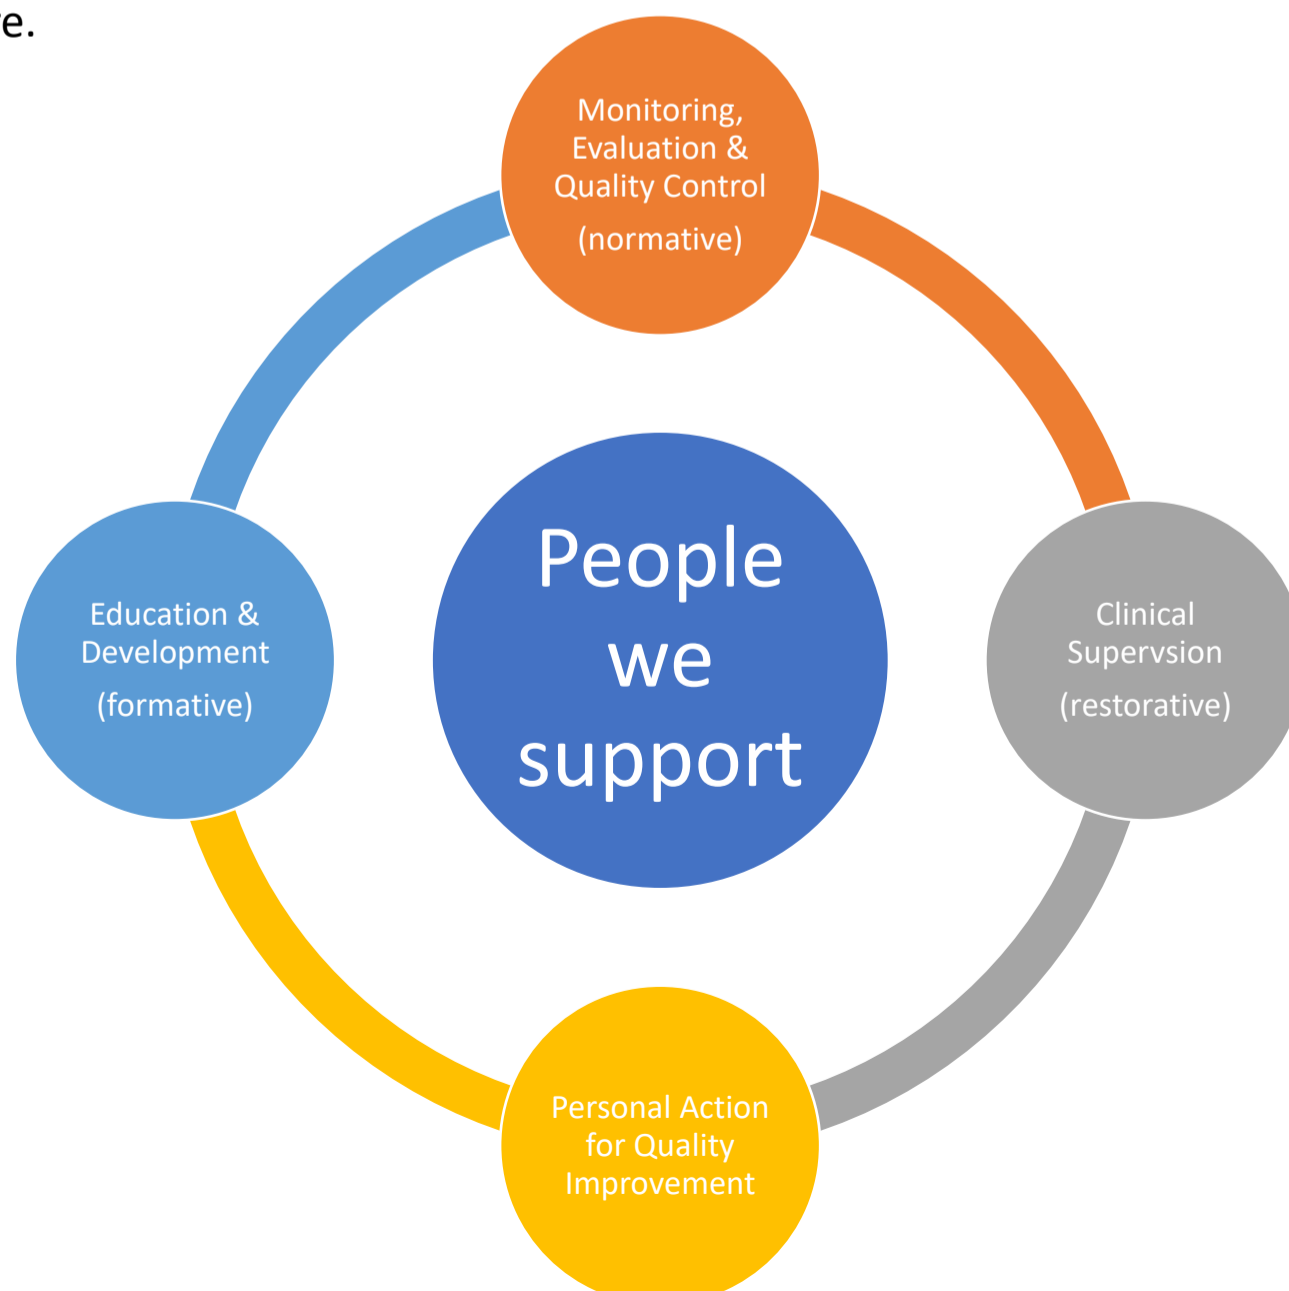 e.
Monitoring,
Evaluation &
Quality Control
(normative)
Education &
Development
(formative)
People
we
support
Clinical
Supervsion
(restorative)
Personal Action
for Quality
Improvement